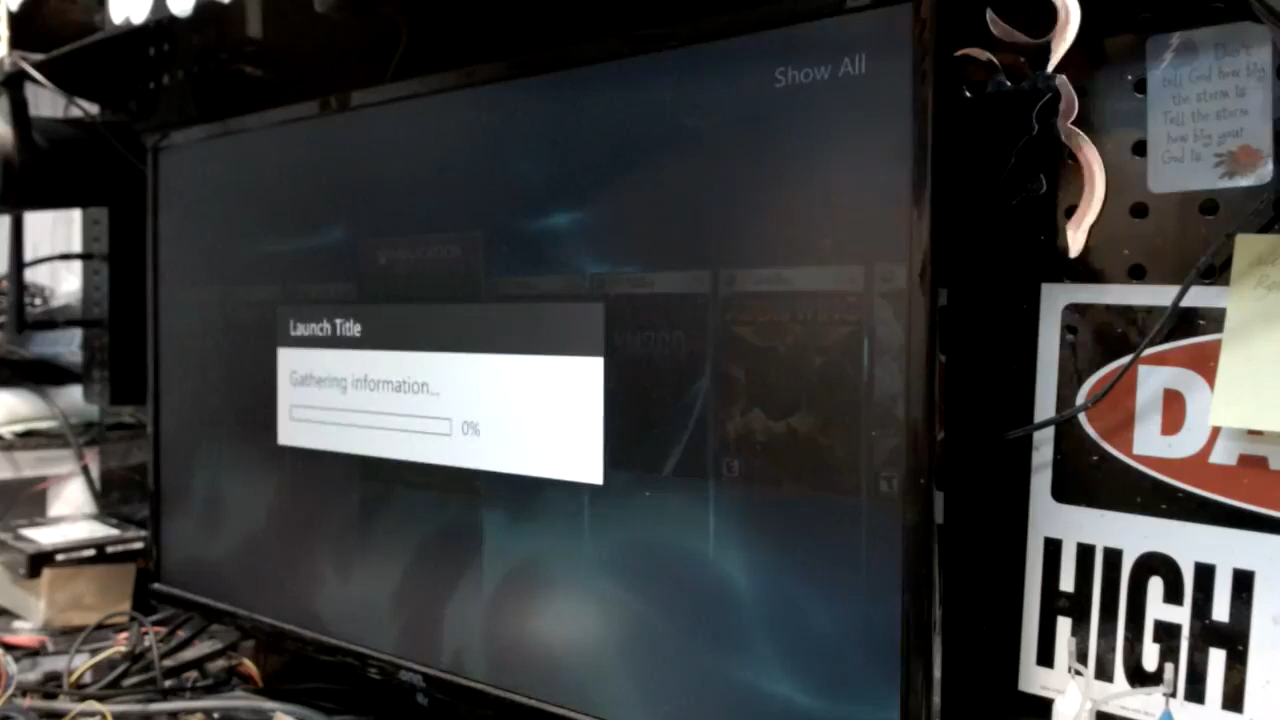 Show All
Launch Title
Gathering information...
0%
Don't
tell God how big
the storm is
Tell the storm
how big your
God is.
DA
HIGH